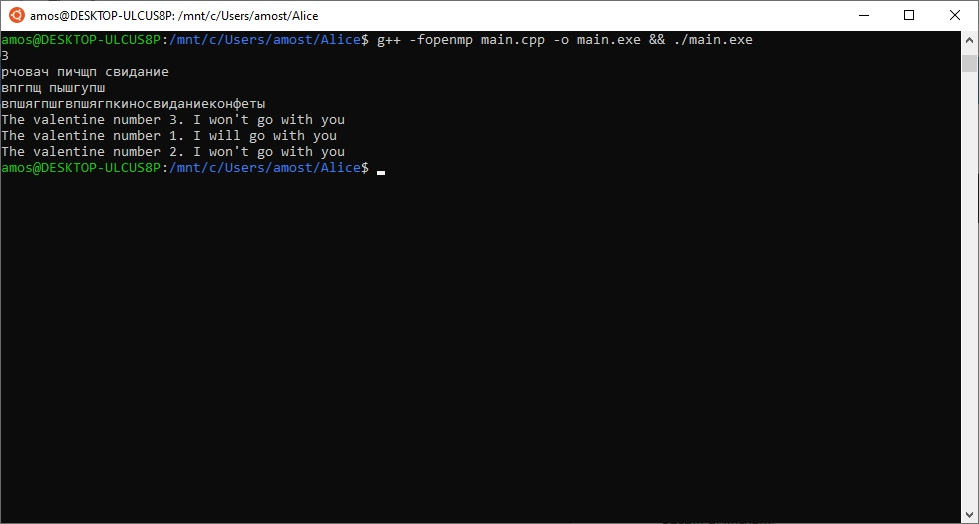 amos@DESKTOP-ULCUS8P: /mnt/c/Users/amost/Alice
amos@DESKTOP-ULCUS8P:/mnt/c/Users/amost/Alice$ g++ -fopenmp main.cpp -o main.exe && ./main.exe
3
рчовач пичщп свидание
впгпщ пышгупш
впшягпшгвпшягпкиносвиданиеконфеты
The valentine number 3. I won't go with you
The valentine number 1. I will go with you
The valentine number 2. I won't go with you
amos@DESKTOP-ULCUS8P:/mnt/c/Users/amost/Alice$